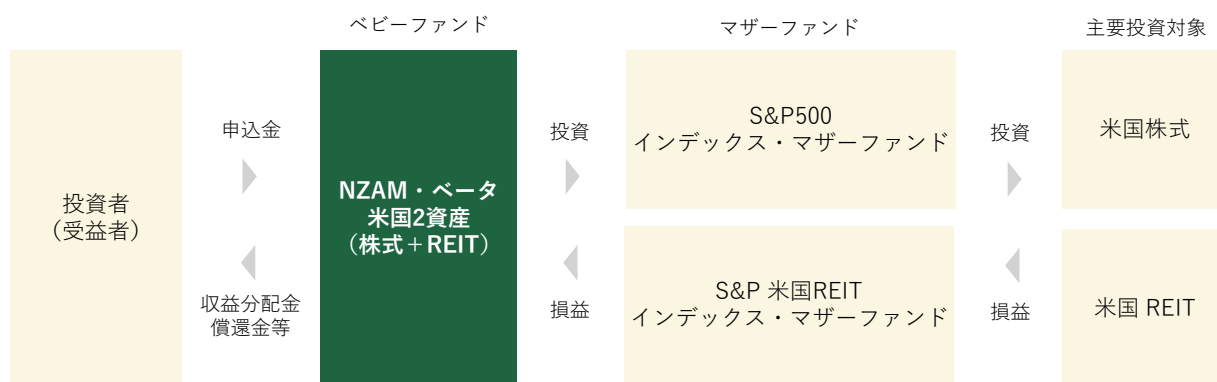 ベビーファンド
マザーファンド
主要投資対象
投資者
（受益者）
申込金
収益分配金
償還金等
NZAM・ベータ
米国2資産
（株式＋REIT）
投資
損益
S&P500
インデックス・マザーファンド
S&P 米国REIT
インデックス・マザーファンド
投資
損益
米国株式
米国 REIT